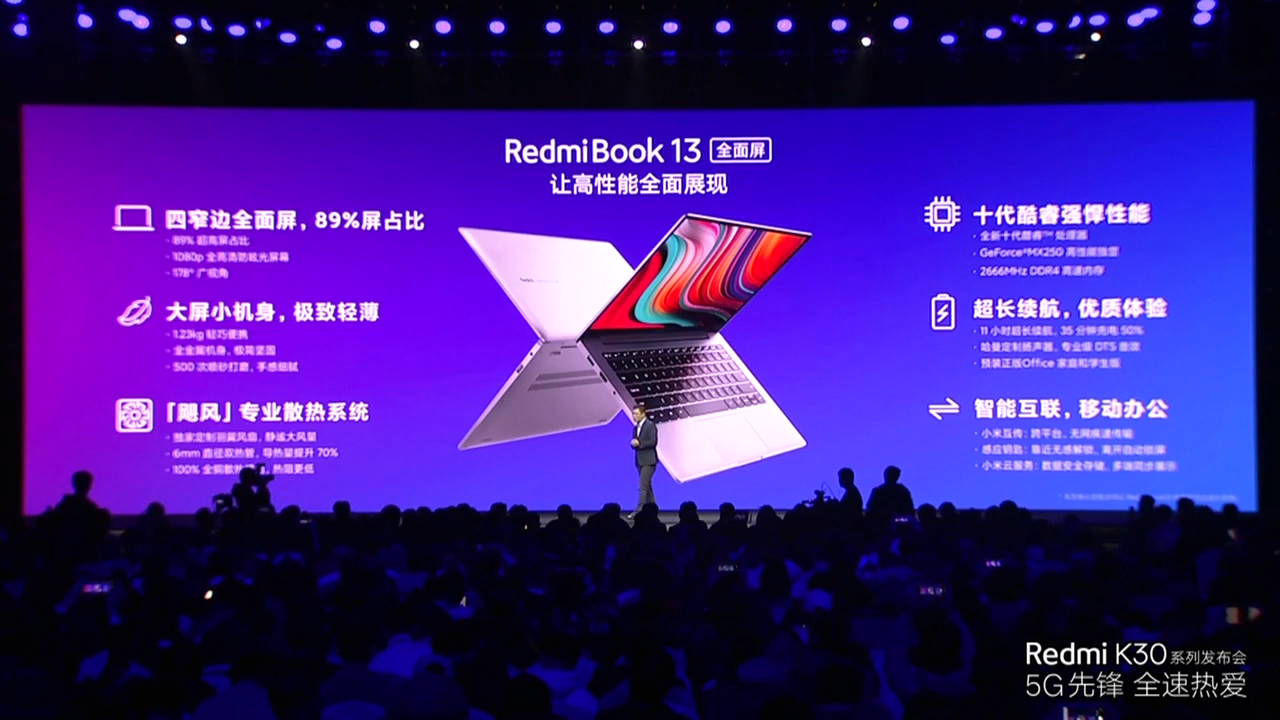 RedmiBook 13 全面屏
让高性能全面展现
四窄边全面屏，89%屏占比
· 89% 超高屏占比
· 1080p 全高清防眩光屏幕
· 178° 广视角
大屏小机身，极致轻薄
· 1.23kg 轻巧便携
· 全金属机身，极简坚固
· 500 次喷砂打磨，手感细腻
「飓风」专业散热系统
· 独家定制丽翼风扇，静谧大风量
· 6mm 直径双热管，导热量提升 70%
· 100% 全铜散热 热阻更低
十代酷睿强悍性能
· 全新十代酷睿™ 处理器
· GeForce®MX250 高性能独显
· 2666MHz DDR4 高速内存
超长续航，优质体验
· 11 小时超长续航，35 分钟充电 50%
· 哈曼定制扬声器，专业级 DTS 音效
· 预装正版Office 家庭和学生版
智能互联，移动办公
· 小米互传：跨平台、无网极速传输
· 感应钥匙：靠近无感解锁、离开自动锁屏
· 小米云服务：数据安全存储、多端同步展示
Redmi K30 系列发布会
5G先锋 全速热爱